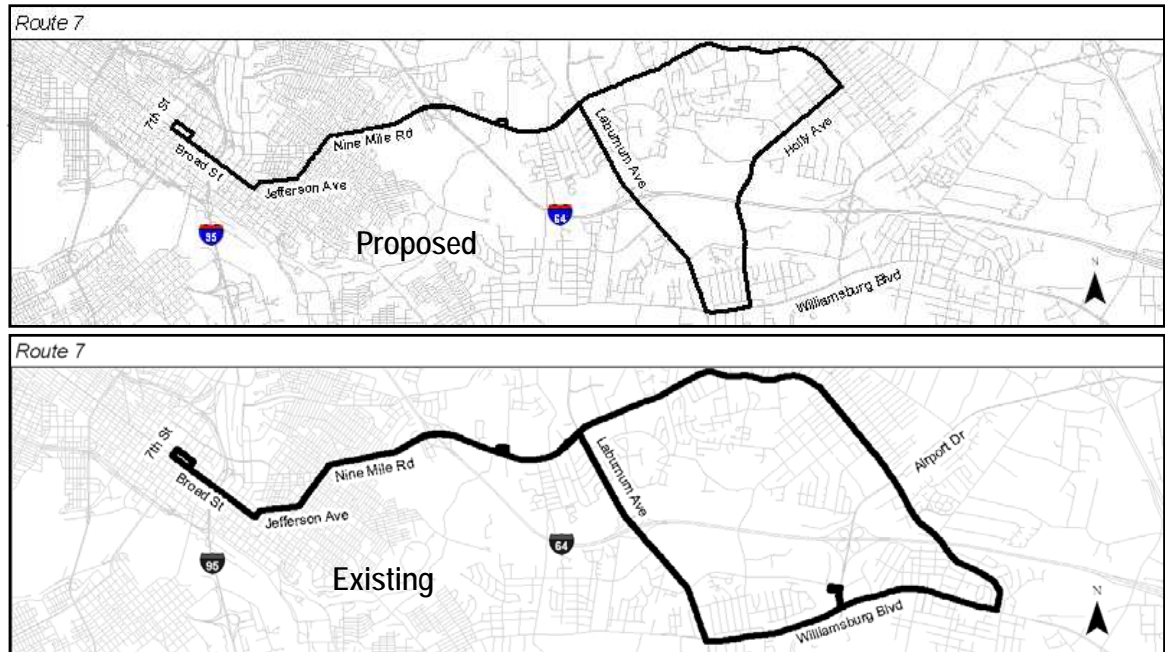 Route 7
7th St
Broad St
Jefferson Ave
Nine Mile Rd
Laburnum Ave
Holly Ave
64
95
Proposed
Williamsburg Blvd
N
Route 7
7th St
Broad St
Jefferson Ave
Nine Mile Rd
Laburnum Ave
Airport Dr
64
95
Existing
Williamsburg Blvd
N